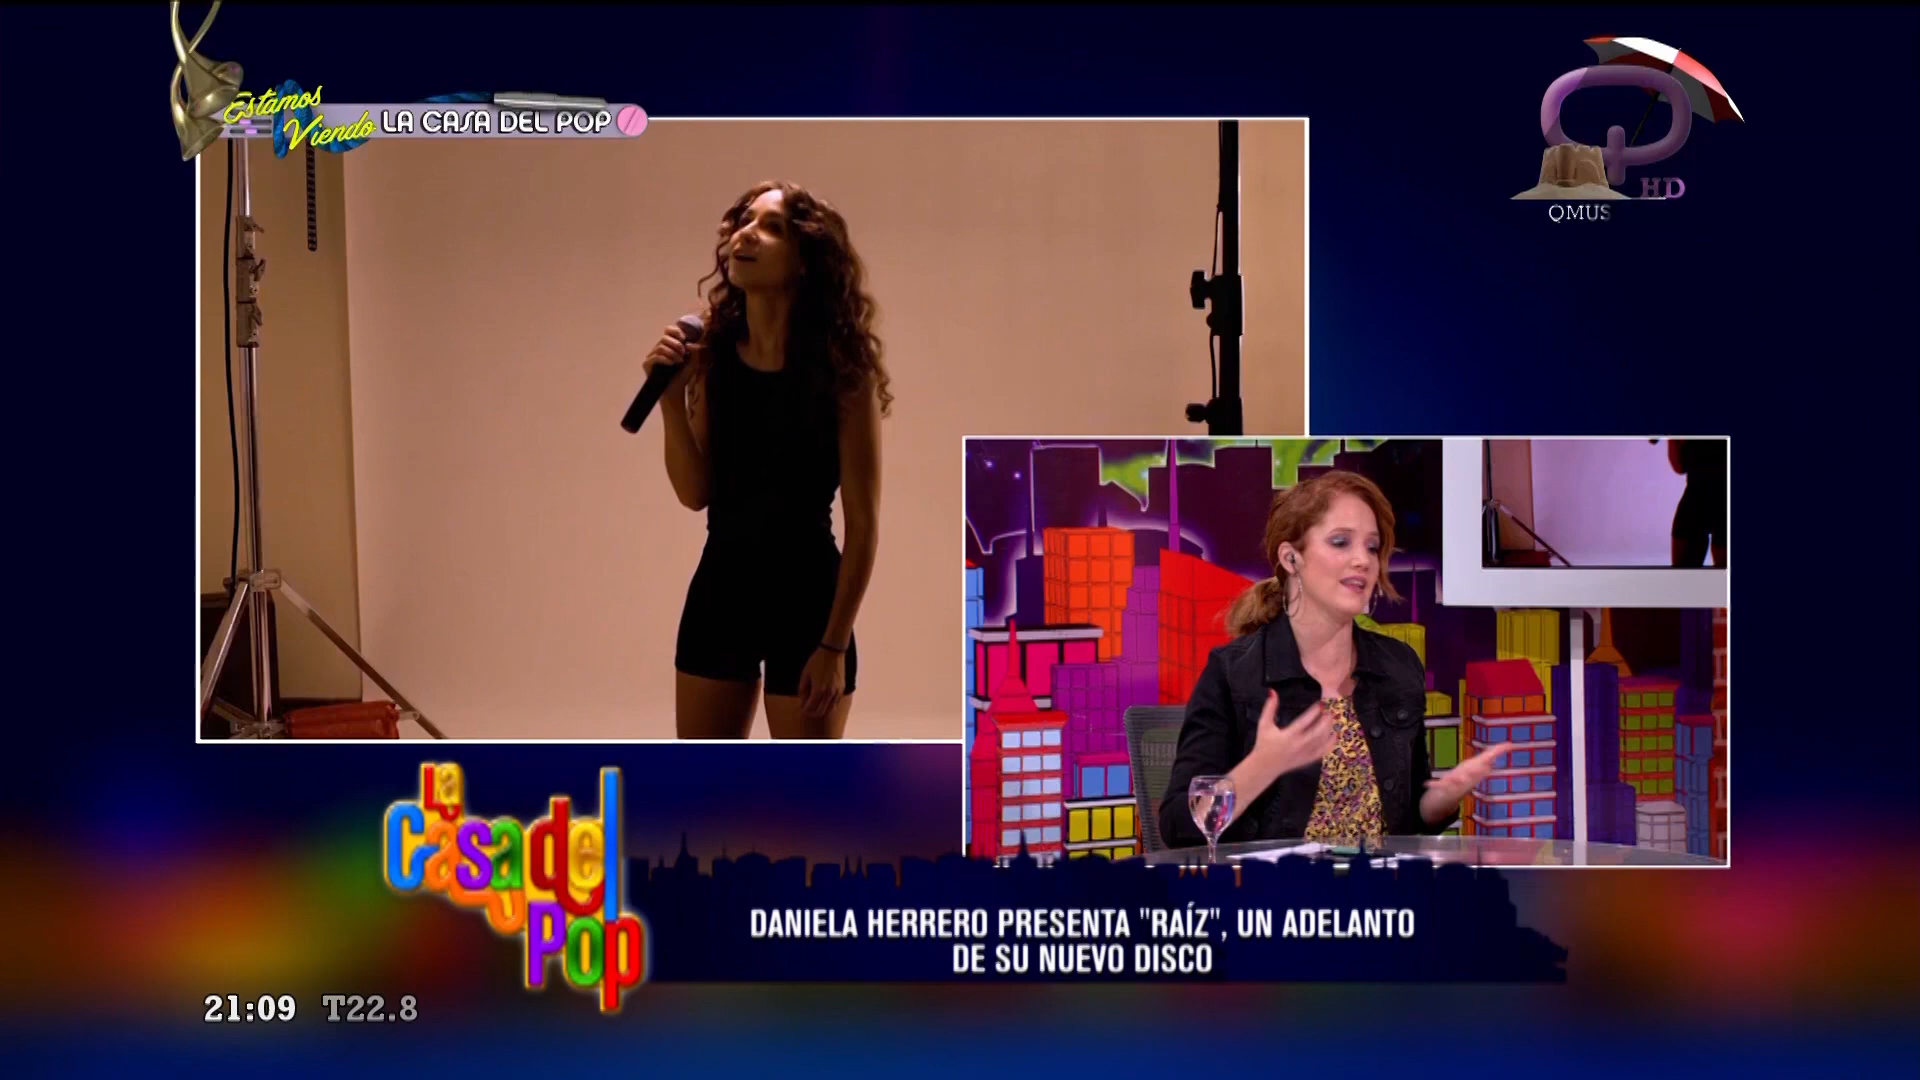 Estamos
Viendo LA CASA DEL POP
HD
QMUS
La
Casa del
Pop
DANIELA HERRERO PRESENTA "RAÍZ", UN ADELANTO
DE SU NUEVO DISCO
21:09 T22.8